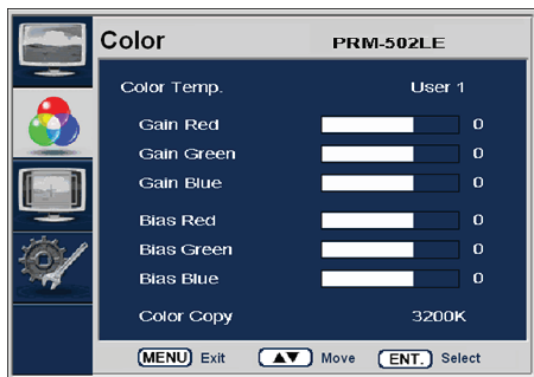 Color PRM-502LE
Color Temp. User 1
Gain Red 0
Gain Green 0
Gain Blue 0
Bias Red 0
Bias Green 0
Bias Blue 0
Color Copy 3200K
MENU Exit ▲▼ Move ENT. Select